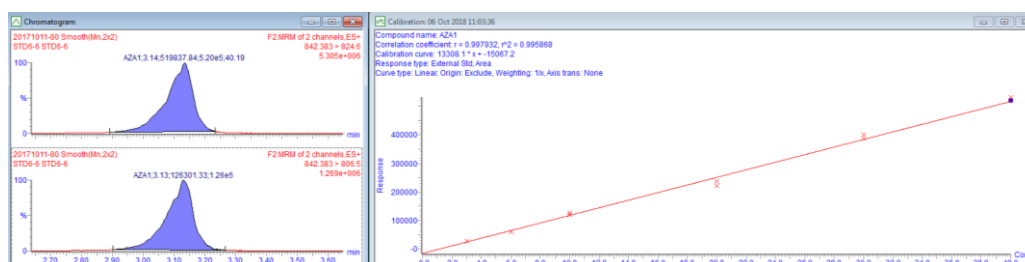 Chromatogram
20171011-80 Smooth(Mn,2x2)
STD6-6 STD6-6
F2:MRM of 2 channels,ES+
842.383 > 824.6
5.305e+006
AZA1;3.14;519837.84;5.20e5;40.19
100
%
0
min
20171011-80 Smooth(Mn,2x2)
STD6-6 STD6-6
F2:MRM of 2 channels,ES+
842.383 > 806.5
1.289e+006
AZA1;3.13;126301.33;1.26e5
100
%
0
min
2.70 2.80 2.90 3.00 3.10 3.20 3.30 3.40 3.50 3.60
Calibration: 06 Oct 2018 11:03:36
Compound name: AZA1
Correlation coefficient: r = 0.997932, r^2 = 0.995868
Calibration curve: 13308.1 * x + -15067.2
Response type: External Std, Area
Curve type: Linear, Origin: Exclude, Weighting: 1/x, Axis trans: None
Response
400000
300000
200000
100000
-0
Co